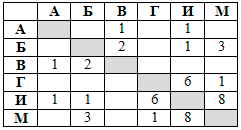 А Б В Г И М
А 1 1
Б 2 1 3
В 1 2
Г 6 1
И 1 1 6 8
М 3 1 8